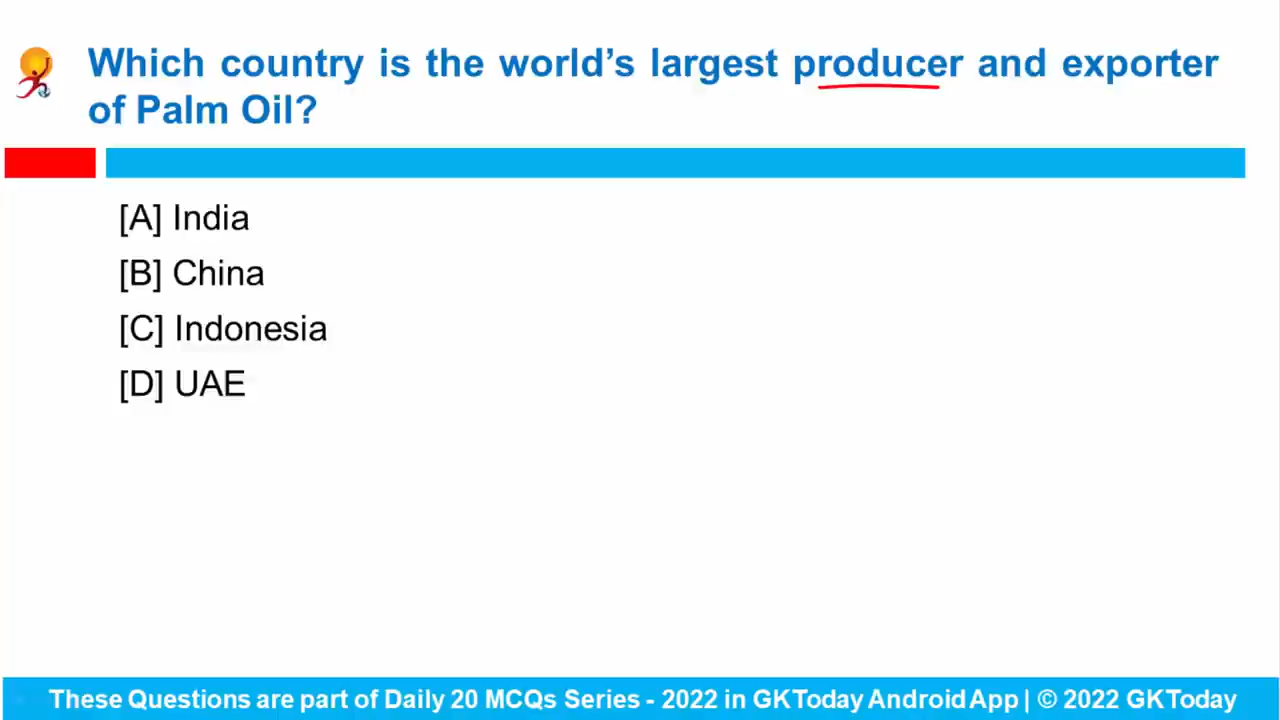 Which country is the world’s largest producer and exporter
of Palm Oil?
[A] India
[B] China
[C] Indonesia
[D] UAE
These Questions are part of Daily 20 MCQs Series - 2022 in GKToday Android App | © 2022 GKToday